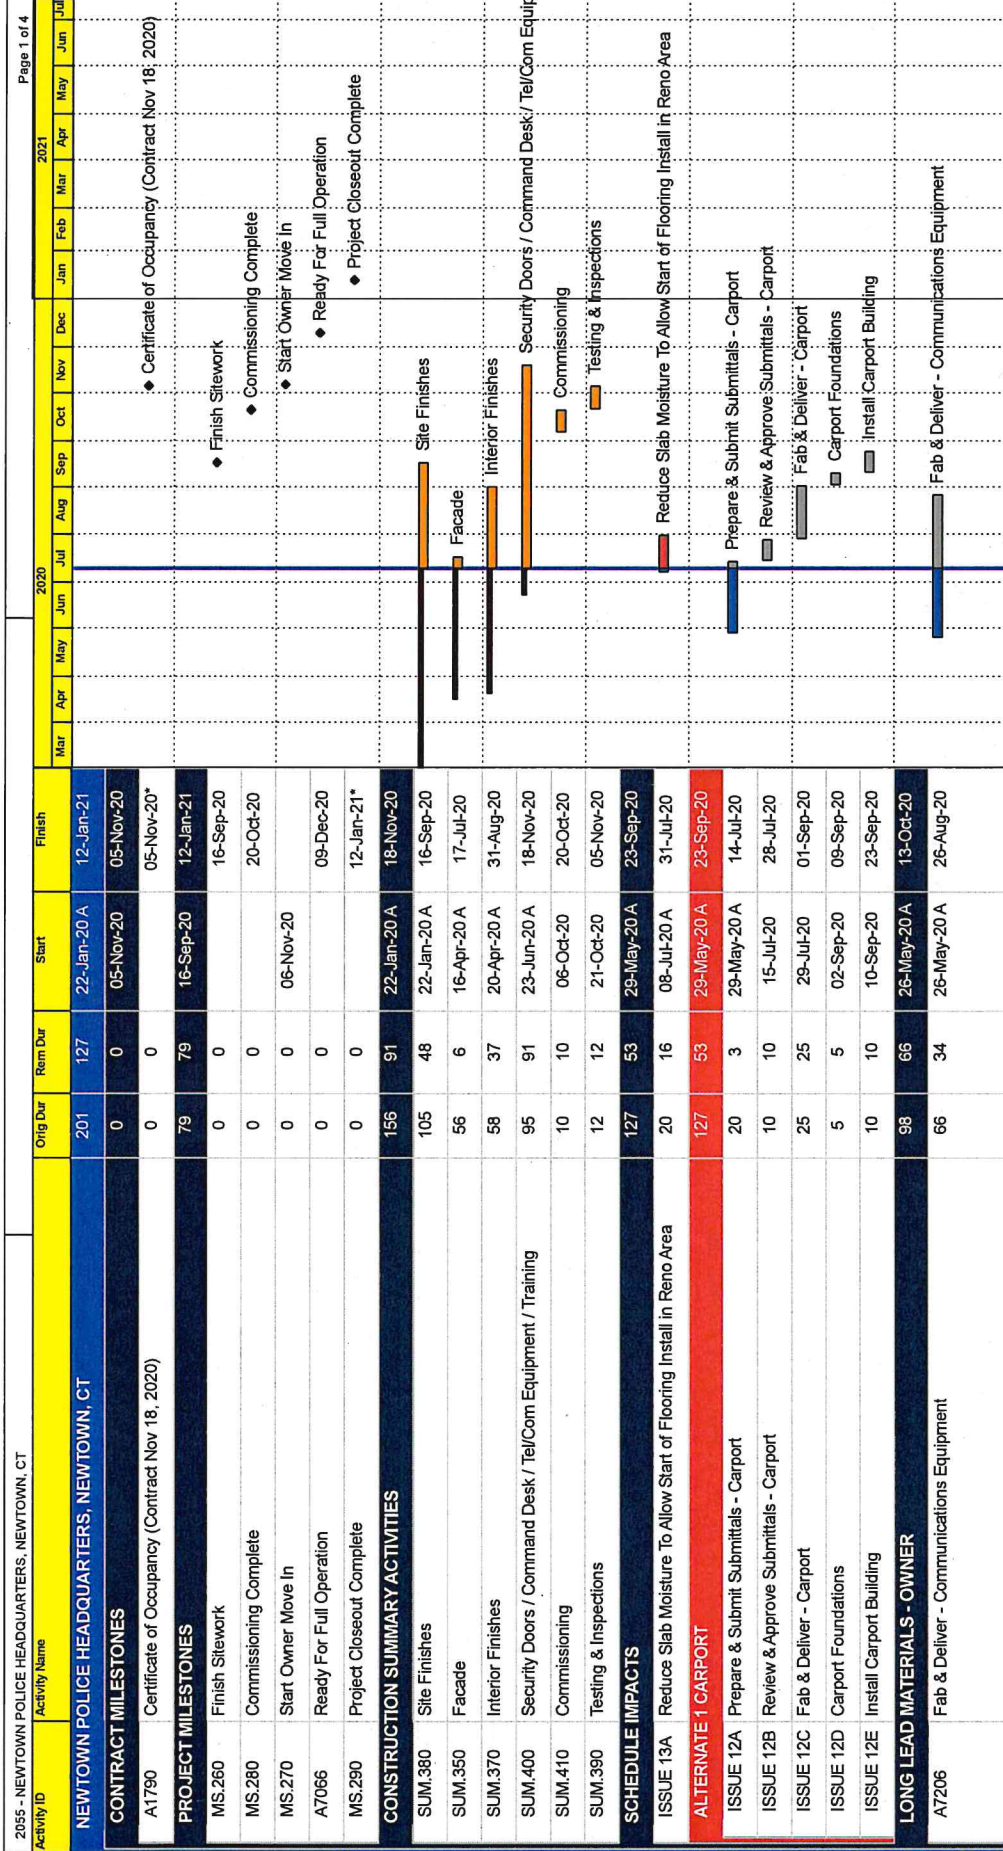 2055 - NEWTOWN POLICE HEADQUARTERS, NEWTOWN, CT Page 1 of 4
Activity ID Activity Name Orig Dur Rem Dur Start Finish 2020 2021
Mar Apr May Jun Jul Aug Sep Oct Nov Dec Jan Feb Mar Apr May Jun Jul
NEWTOWN POLICE HEADQUARTERS, NEWTOWN, CT 201 127 22-Jan-20 A 12-Jan-21
CONTRACT MILESTONES 0 0 05-Nov-20 05-Nov-20
A1790 Certificate of Occupancy (Contract Nov 18, 2020) 0 0 05-Nov-20* Certificate of Occupancy (Contract Nov 18, 2020)
PROJECT MILESTONES 79 79 16-Sep-20 12-Jan-21
MS.260 Finish Sitework 0 0 16-Sep-20 Finish Sitework
MS.280 Commissioning Complete 0 0 20-Oct-20 Commissioning Complete
MS.270 Start Owner Move In 0 0 06-Nov-20 Start Owner Move In
A7066 Ready For Full Operation 0 0 09-Dec-20 Ready For Full Operation
MS.290 Project Closeout Complete 0 0 12-Jan-21* Project Closeout Complete
CONSTRUCTION SUMMARY ACTIVITIES 156 91 22-Jan-20 A 18-Nov-20
SUM.380 Site Finishes 105 48 22-Jan-20 A 16-Sep-20 Site Finishes
SUM.350 Facade 56 6 16-Apr-20 A 17-Jul-20 Facade
SUM.370 Interior Finishes 58 37 20-Apr-20 A 31-Aug-20 Interior Finishes
SUM.400 Security Doors / Command Desk / Tel/Com Equipment / Training 95 91 23-Jun-20 A 18-Nov-20 Security Doors / Command Desk / Tel/Com Equip
SUM.410 Commissioning 10 10 06-Oct-20 20-Oct-20 Commissioning
SUM.390 Testing & Inspections 12 12 21-Oct-20 05-Nov-20 Testing & Inspections
SCHEDULE IMPACTS 127 53 29-May-20 A 23-Sep-20
ISSUE 13A Reduce Slab Moisture To Allow Start of Flooring Install in Reno Area 20 16 08-Jul-20 A 31-Jul-20 Reduce Slab Moisture To Allow Start of Flooring Install in Reno Area
ALTERNATE 1 CARPORT 127 53 29-May-20 A 23-Sep-20
ISSUE 12A Prepare & Submit Submittals - Carport 20 3 29-May-20 A 14-Jul-20 Prepare & Submit Submittals - Carport
ISSUE 12B Review & Approve Submittals - Carport 10 10 15-Jul-20 28-Jul-20 Review & Approve Submittals - Carport
ISSUE 12C Fab & Deliver - Carport 25 25 29-Jul-20 01-Sep-20 Fab & Deliver - Carport
ISSUE 12D Carport Foundations 5 5 02-Sep-20 09-Sep-20 Carport Foundations
ISSUE 12E Install Carport Building 10 10 10-Sep-20 23-Sep-20 Install Carport Building
LONG LEAD MATERIALS - OWNER 98 66 26-May-20 A 13-Oct-20
A7206 Fab & Deliver - Communications Equipment 66 34 26-May-20 A 26-Aug-20 Fab & Deliver - Communications Equipment